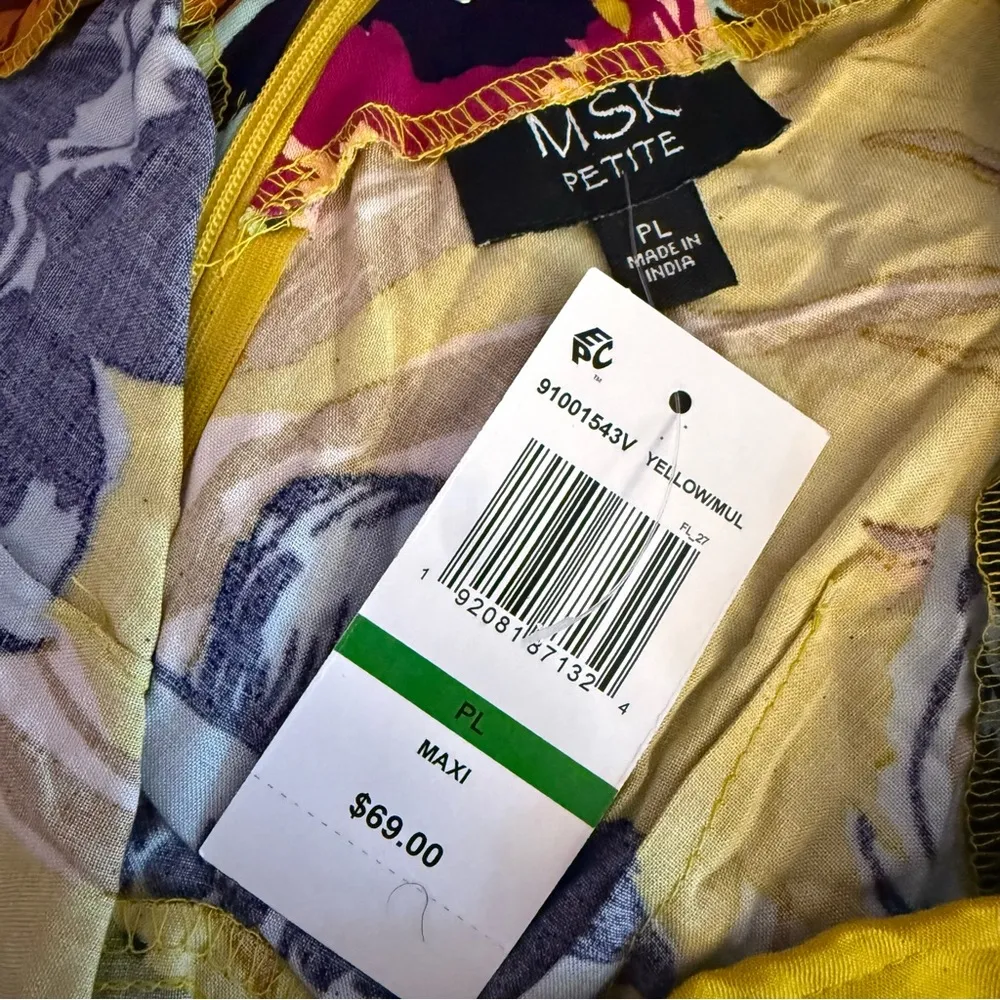 MSK
PETITE
PL
MADE IN
INDIA
EPC
TM
91001543V
YELLOW/MUL
FL_27
1 92081 87132 4
PL
MAXI
$69.00